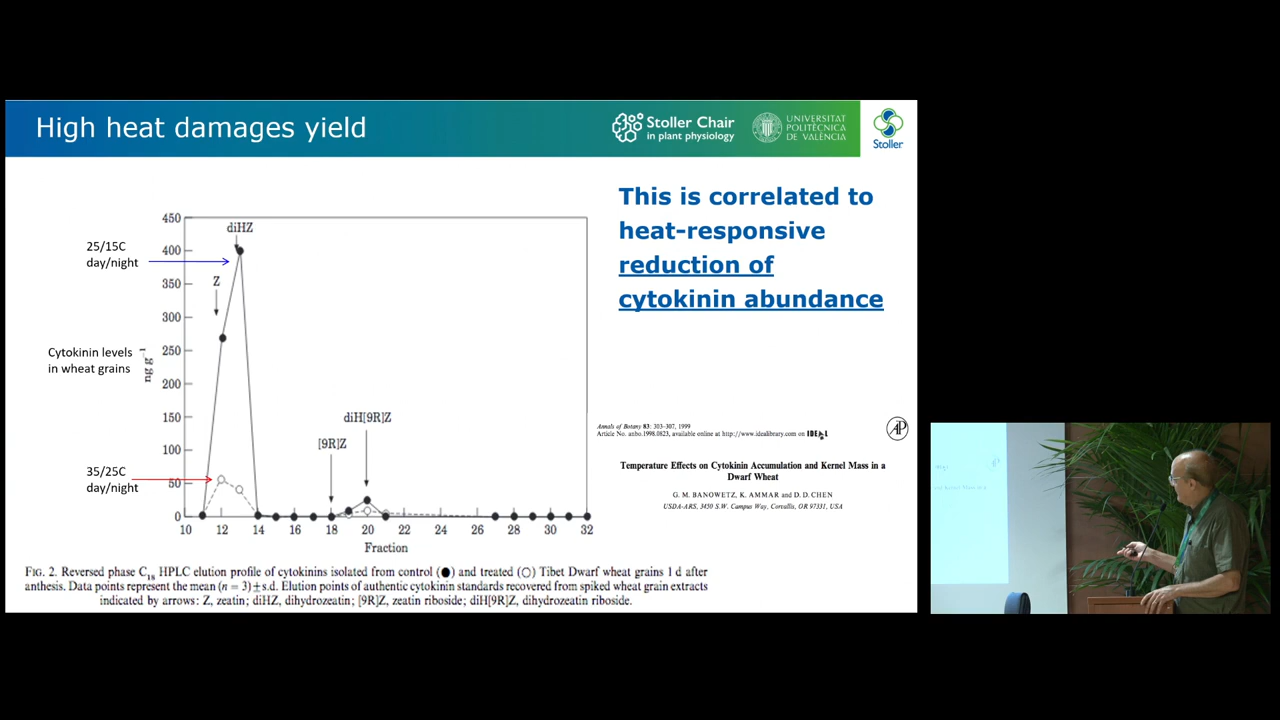 High heat damages yield
Stoller Chair
in plant physiology
UNIVERSITAT
POLITÈCNICA
DE VALÈNCIA
Stoller
This is correlated to
heat-responsive
reduction of
cytokinin abundance
25/15C
day/night
Cytokinin levels
in wheat grains
35/25C
day/night
ng g⁻¹
450
400
350
300
250
200
150
100
50
0
diHZ
Z
[9R]Z
diH[9R]Z
10 12 14 16 18 20 22 24 26 28 30 32
Fraction
Annals of Botany 83: 303–307, 1999
Article No. anbo.1998.0823, available online at http://www.idealibrary.com on IDEAL
AP
Temperature Effects on Cytokinin Accumulation and Kernel Mass in a
Dwarf Wheat
G. M. BANOWETZ, K. AMMAR and D. D. CHEN
USDA-ARS, 3450 S.W. Campus Way, Corvallis, OR 97331, USA
FIG. 2. Reversed phase C₁₈ HPLC elution profile of cytokinins isolated from control (●) and treated (○) Tibet Dwarf wheat grains 1 d after
anthesis. Data points represent the mean (n = 3)±s.d. Elution points of authentic cytokinin standards recovered from spiked wheat grain extracts
indicated by arrows: Z, zeatin; diHZ, dihydrozeatin; [9R]Z, zeatin riboside; diH[9R]Z, dihydrozeatin riboside.